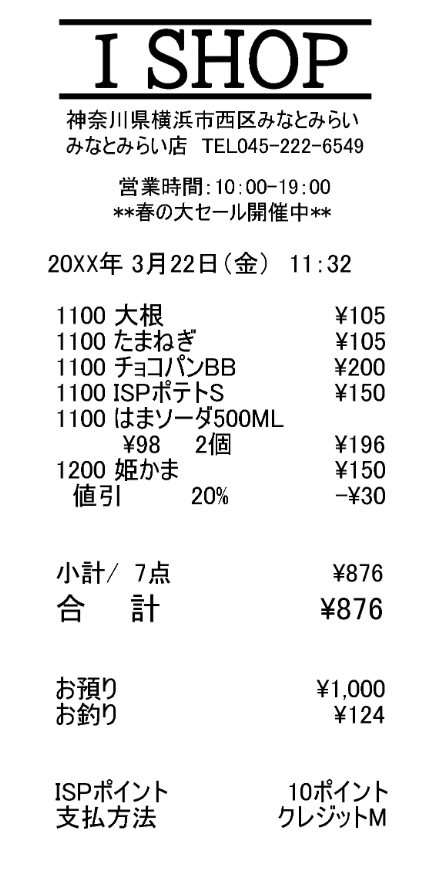 I SHOP
神奈川県横浜市西区みなとみらい
みなとみらい店 TEL045-222-6549
営業時間:10:00-19:00
**春の大セール開催中**
20XX年 3月22日(金) 11:32
1100 大根 ¥105
1100 たまねぎ ¥105
1100 チョコパンBB ¥200
1100 ISPポテトS ¥150
1100 はまソーダ500ML
¥98 2個 ¥196
1200 姫かま ¥150
値引 20% -¥30
小計/ 7点 ¥876
合 計 ¥876
お預り ¥1,000
お釣り ¥124
ISPポイント 10ポイント
支払方法 クレジットM